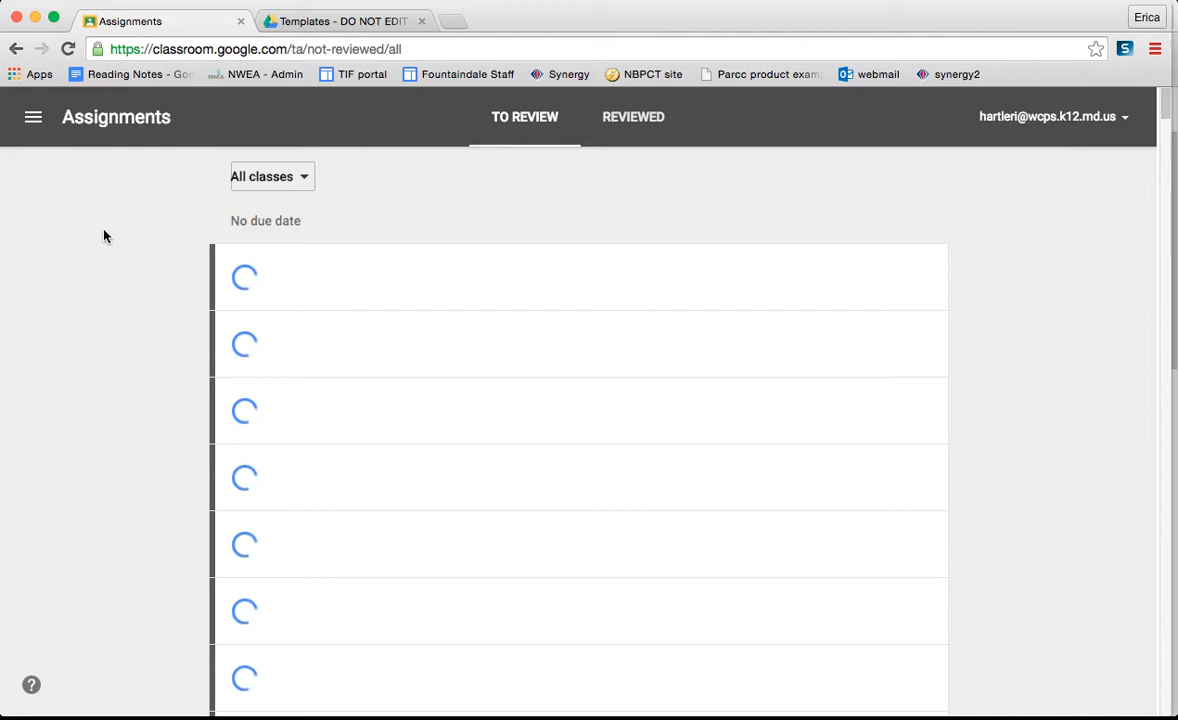 Assignments
Templates - DO NOT EDIT
Erica
https://classroom.google.com/ta/not-reviewed/all
Apps
Reading Notes - Goo
NWEA - Admin
TIF portal
Fountaindale Staff
Synergy
NBPCT site
Parcc product exam
webmail
synergy2
Assignments
TO REVIEW
REVIEWED
hartleri@wcps.k12.md.us
All classes
No due date
?